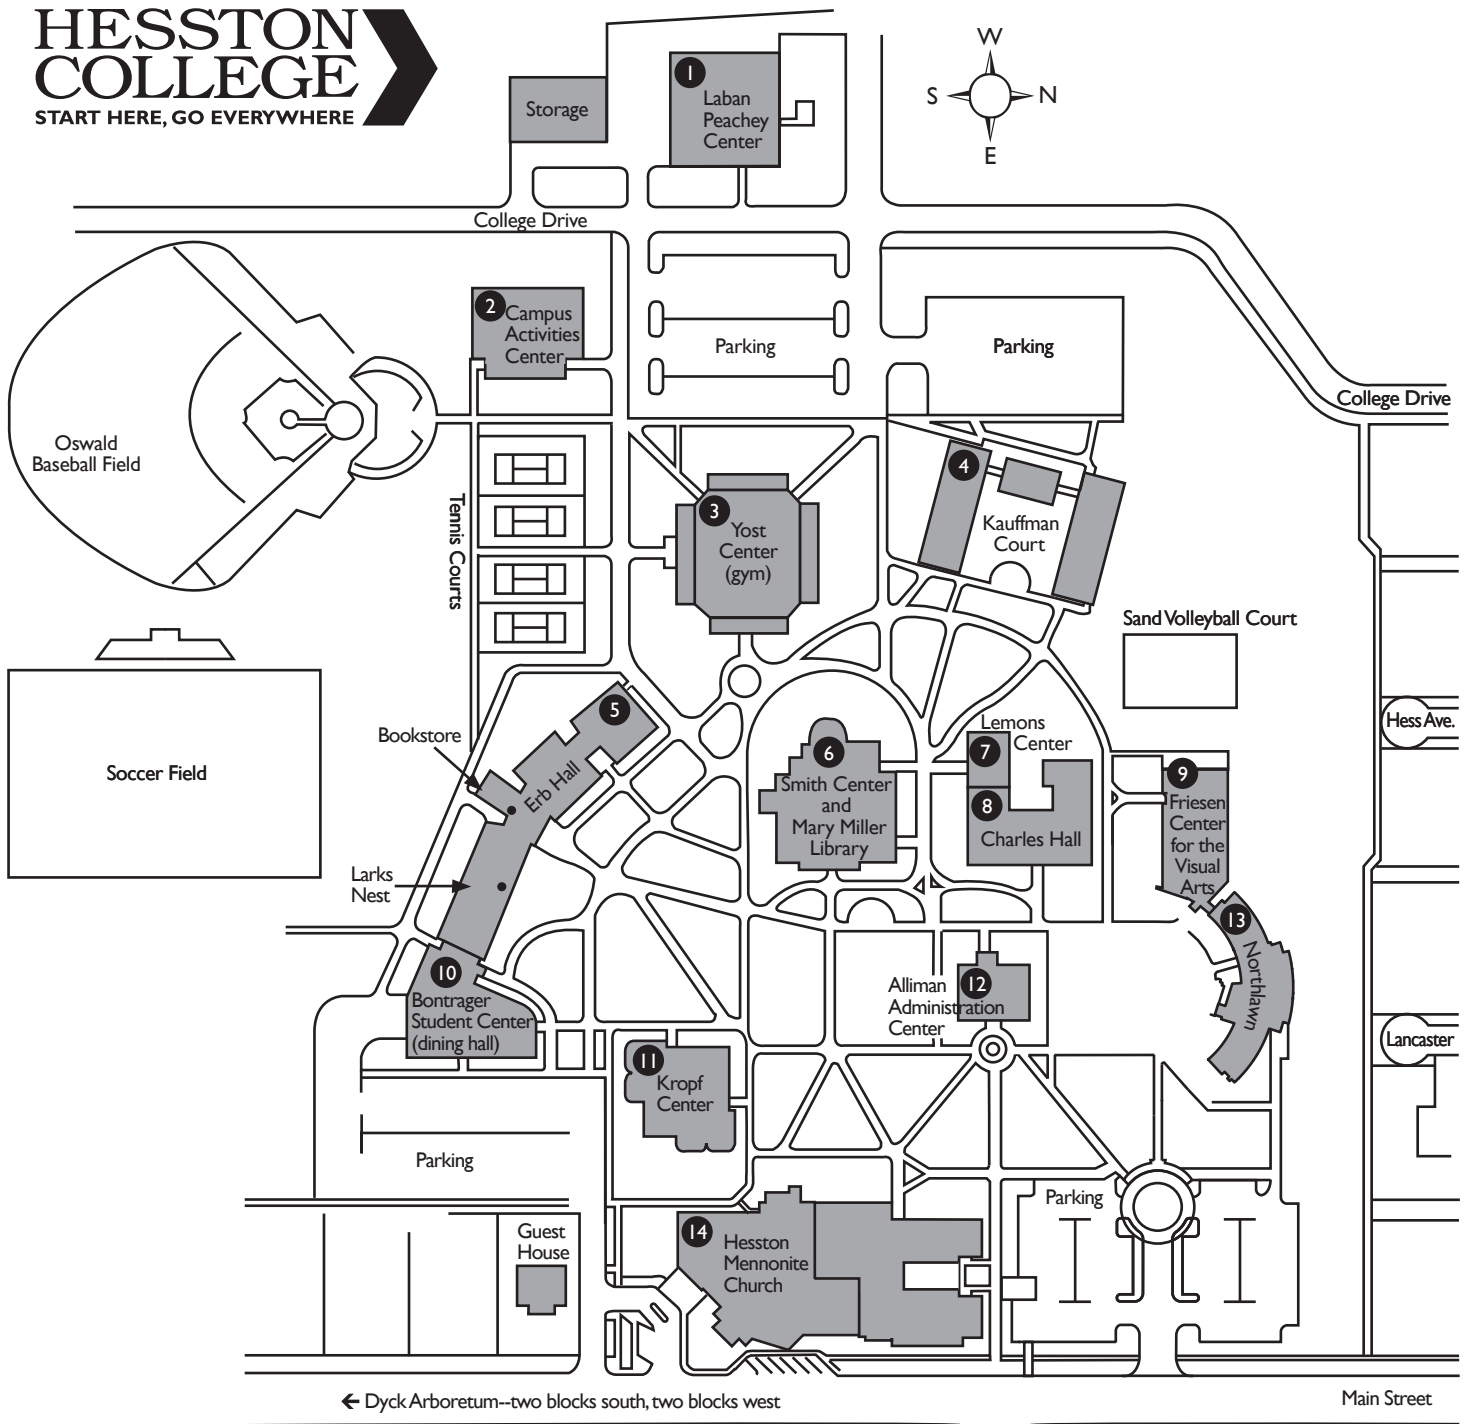 HESSTON
COLLEGE
START HERE, GO EVERYWHERE
Storage
1
Laban
Peachey
Center
W
S
N
E
College Drive
2
Campus
Activities
Center
Parking
Parking
College Drive
Oswald
Baseball Field
Tennis Courts
3
Yost
Center
(gym)
4
Kauffman
Court
Sand Volleyball Court
Soccer Field
Bookstore
5
Erb Hall
Larks
Nest
6
Smith Center
and
Mary Miller
Library
Lemons
Center
7
8
Charles Hall
9
Friesen
Center
for the
Visual
Arts
Hess Ave.
10
Bontrager
Student Center
(dining hall)
11
Kropf
Center
Alliman
Administration
Center
12
13
Northlawn
Lancaster
Parking
Parking
Guest
House
14
Hesston
Mennonite
Church
← Dyck Arboretum--two blocks south, two blocks west
Main Street